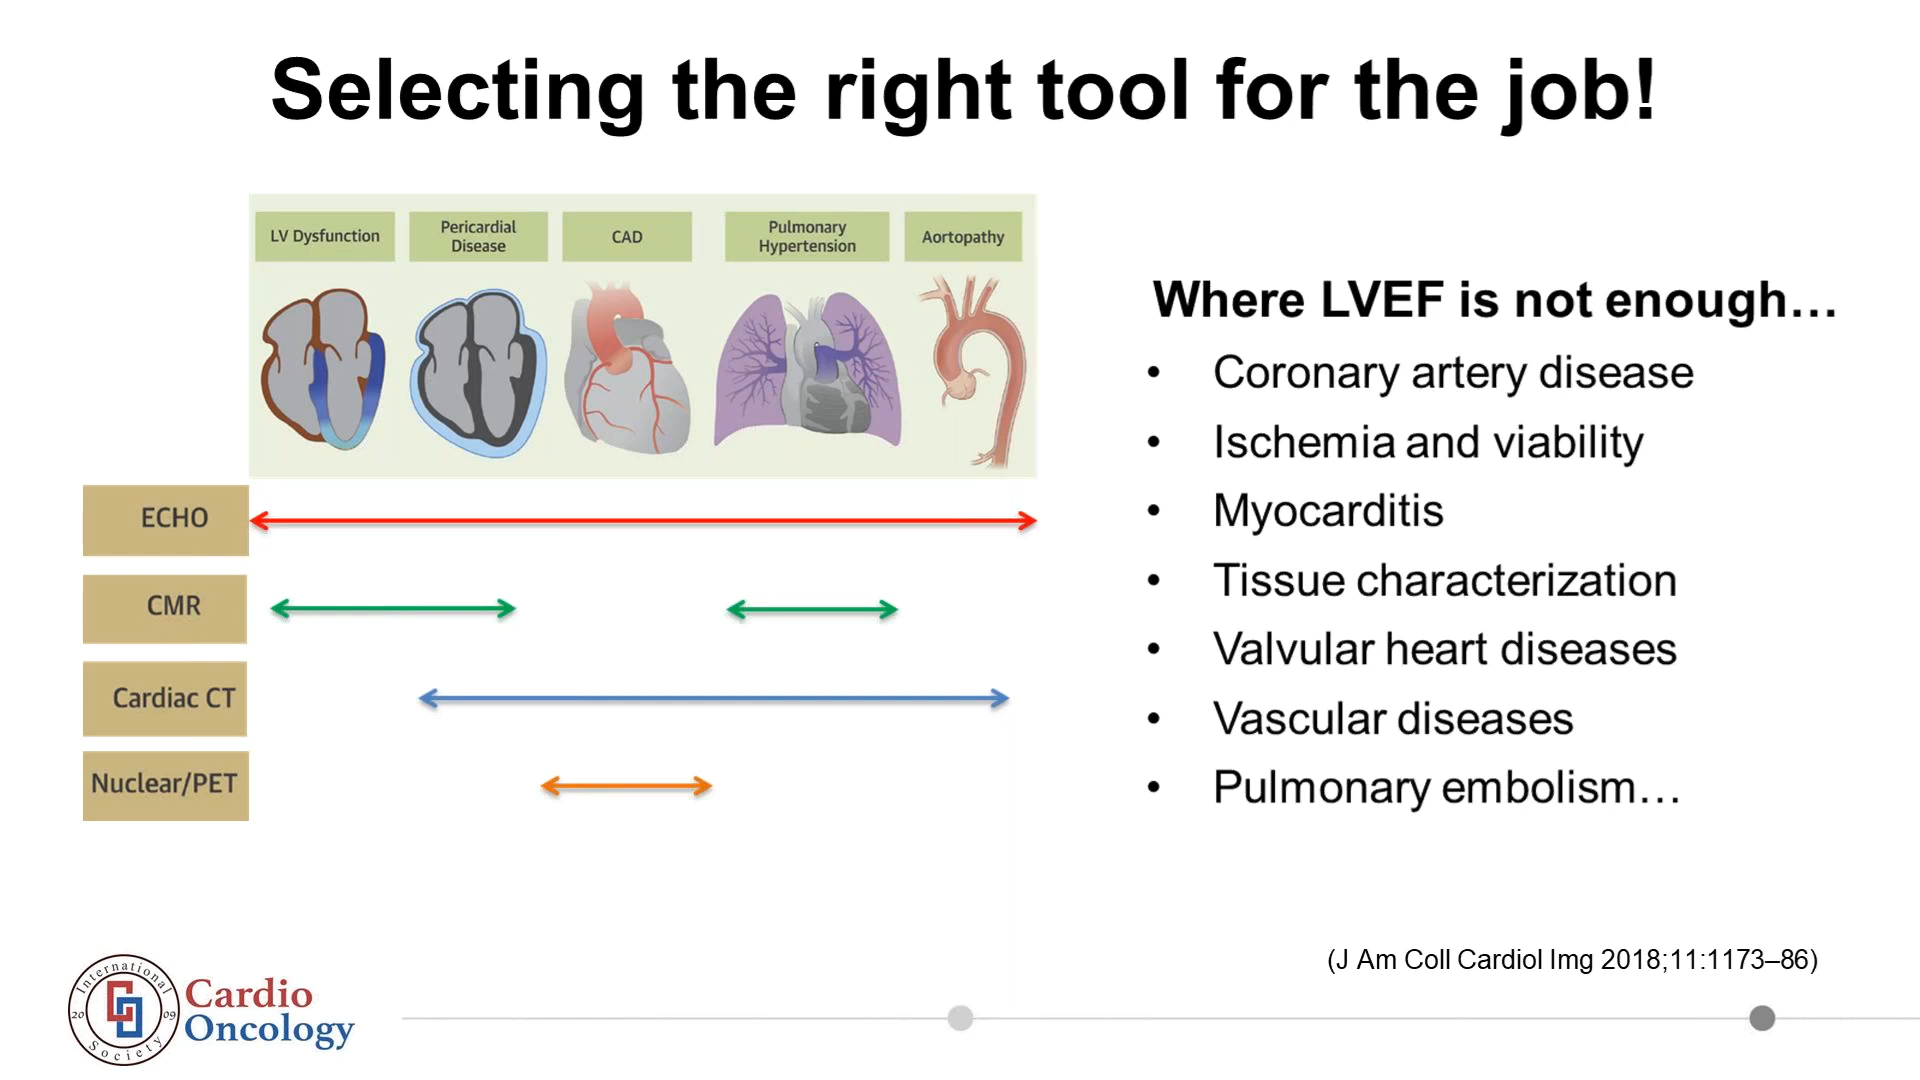 Selecting the right tool for the job!
LV Dysfunction
Pericardial
Disease
CAD
Pulmonary
Hypertension
Aortopathy
ECHO
CMR
Cardiac CT
Nuclear/PET
Where LVEF is not enough…
• Coronary artery disease
• Ischemia and viability
• Myocarditis
• Tissue characterization
• Valvular heart diseases
• Vascular diseases
• Pulmonary embolism…
(J Am Coll Cardiol Img 2018;11:1173–86)
International
2009
Society
Cardio
Oncology